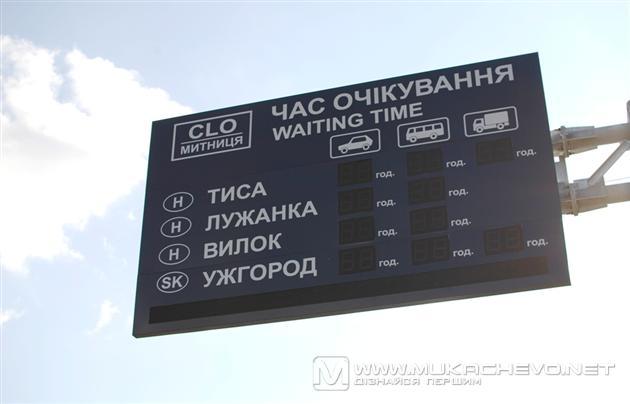 CLO
МИТНИЦЯ
ЧАС ОЧІКУВАННЯ
WAITING TIME
H ТИСА год. год. год.
H ЛУЖАНКА год. год.
H ВИЛОК год. год.
SK УЖГОРОД год. год. год.
M WWW.MUKACHEVO.NET
ДІЗНАЙСЯ ПЕРШИМ